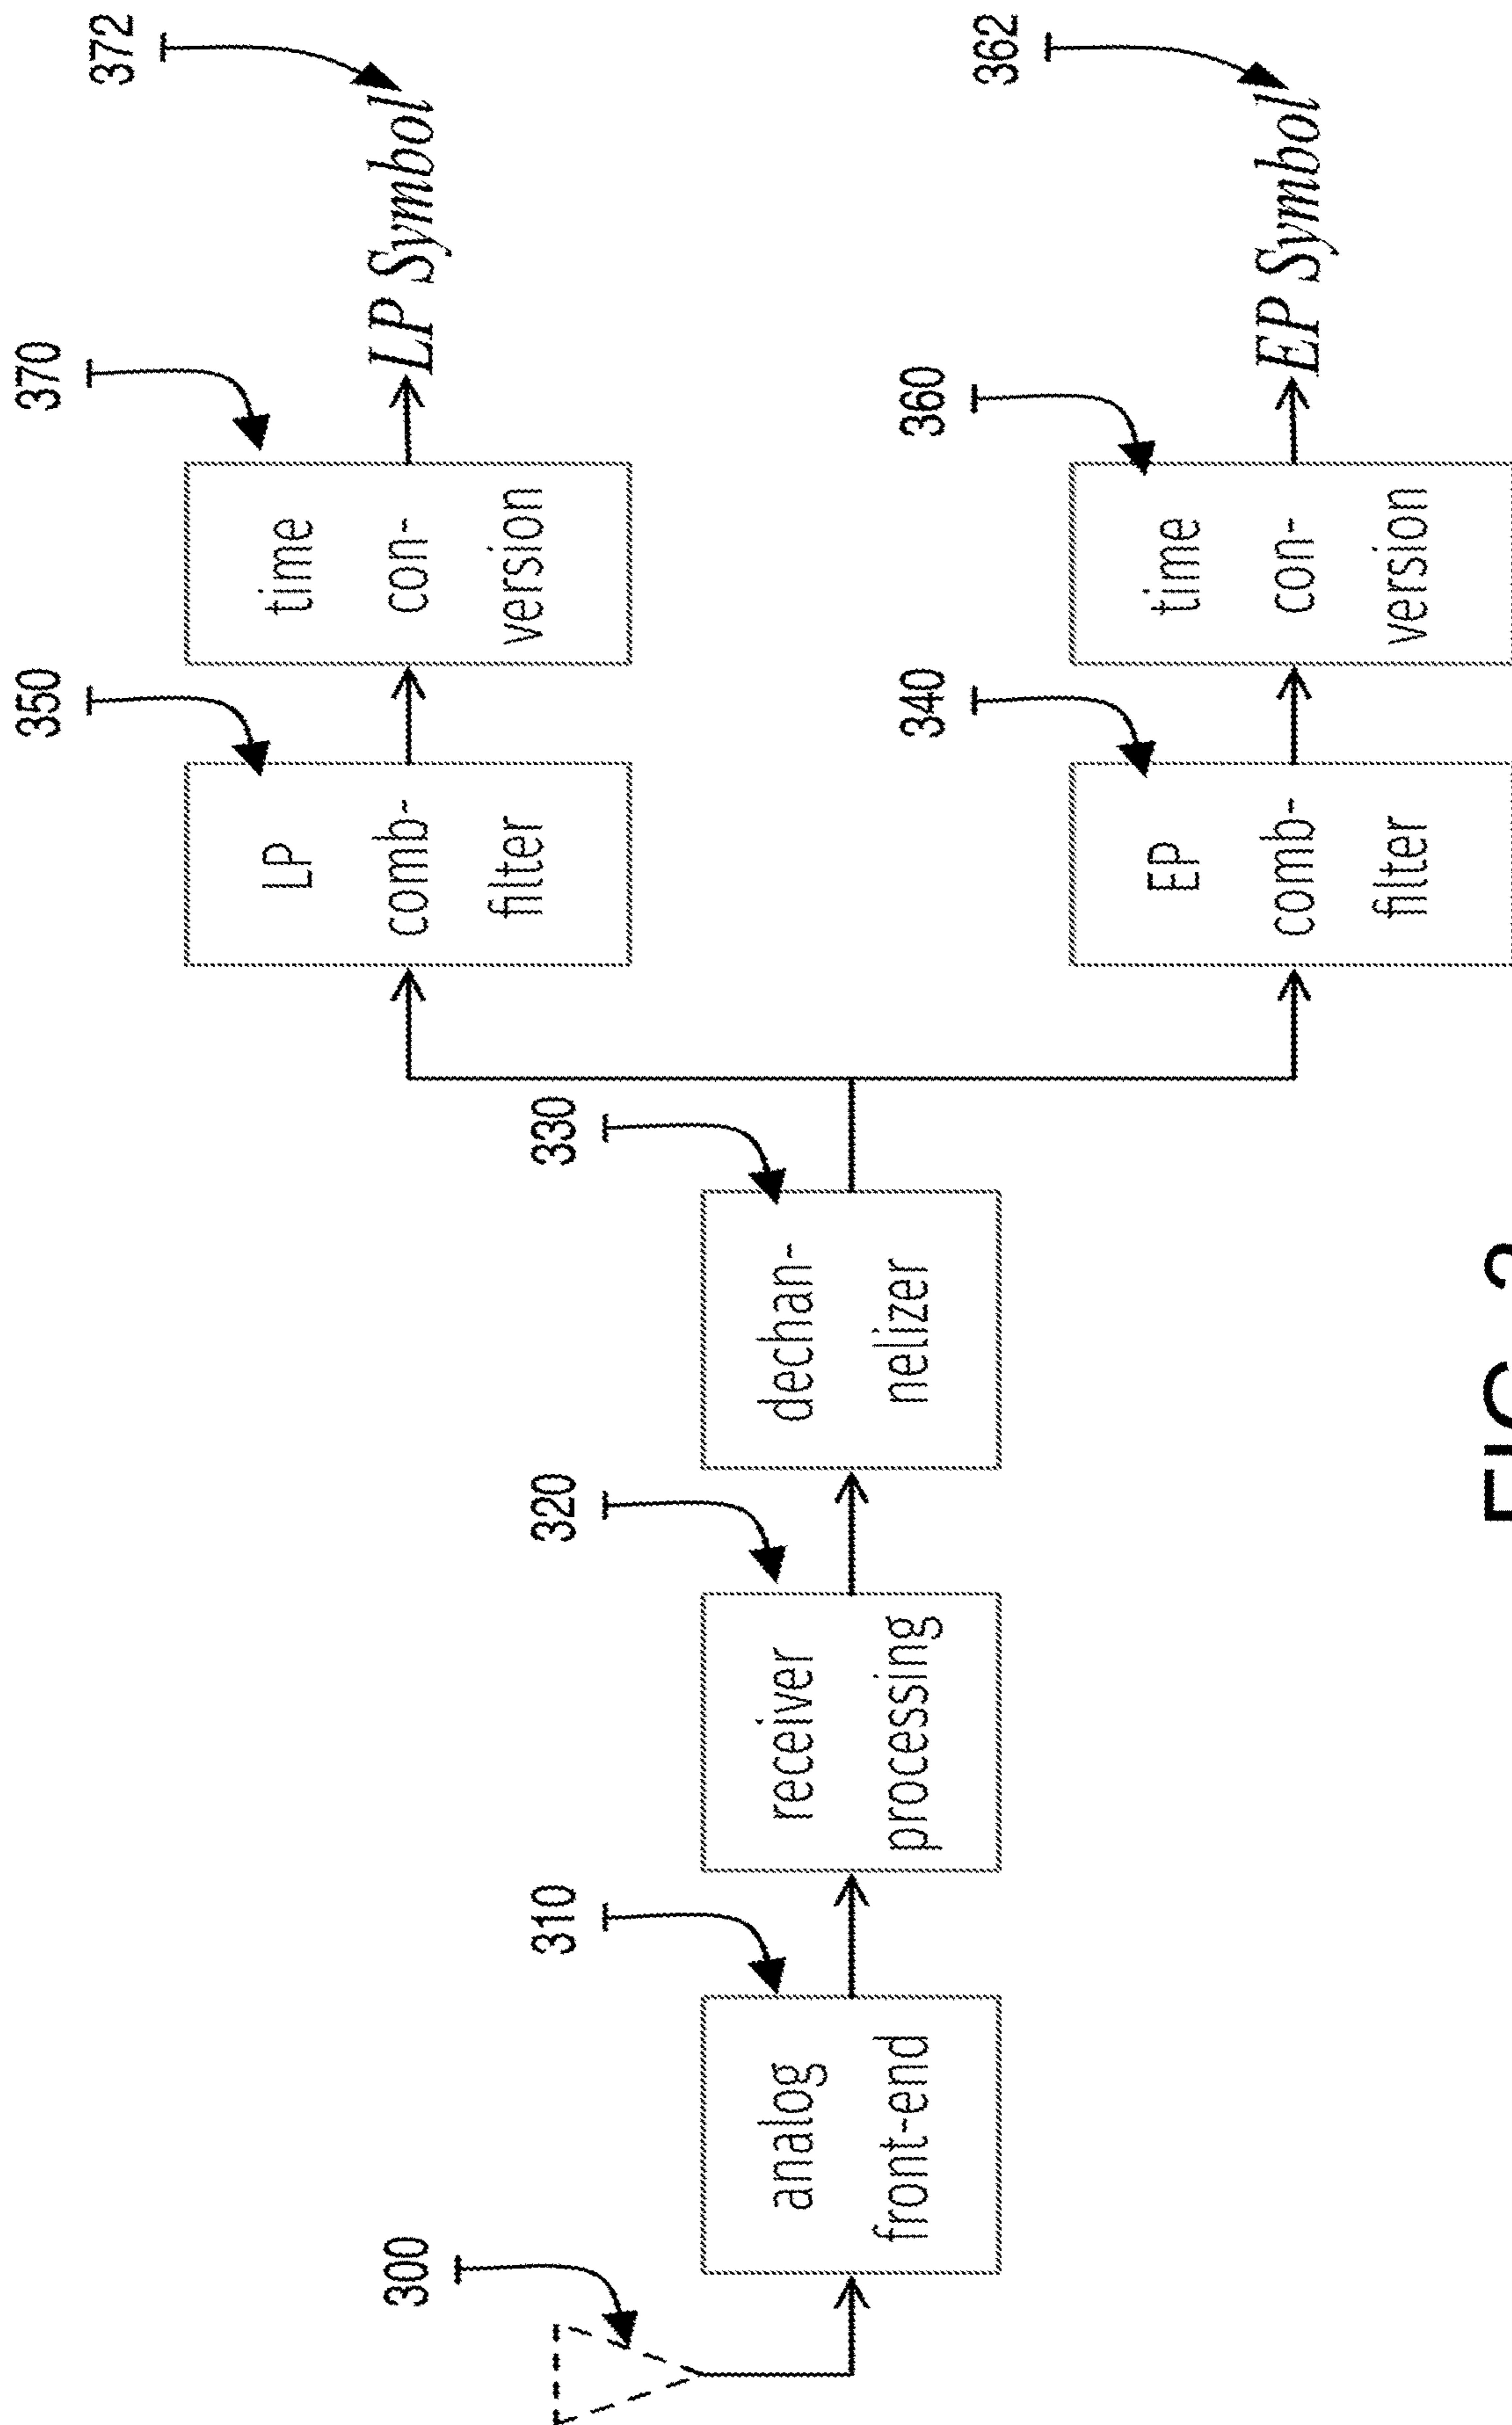 350
370
372
LP
comb-
filter
time
con-
version
LP Symbol
300
310
320
330
analog
front-end
receiver
processing
dechan-
nelizer
340
360
362
EP
comb-
filter
time
con-
version
EP Symbol
FIG